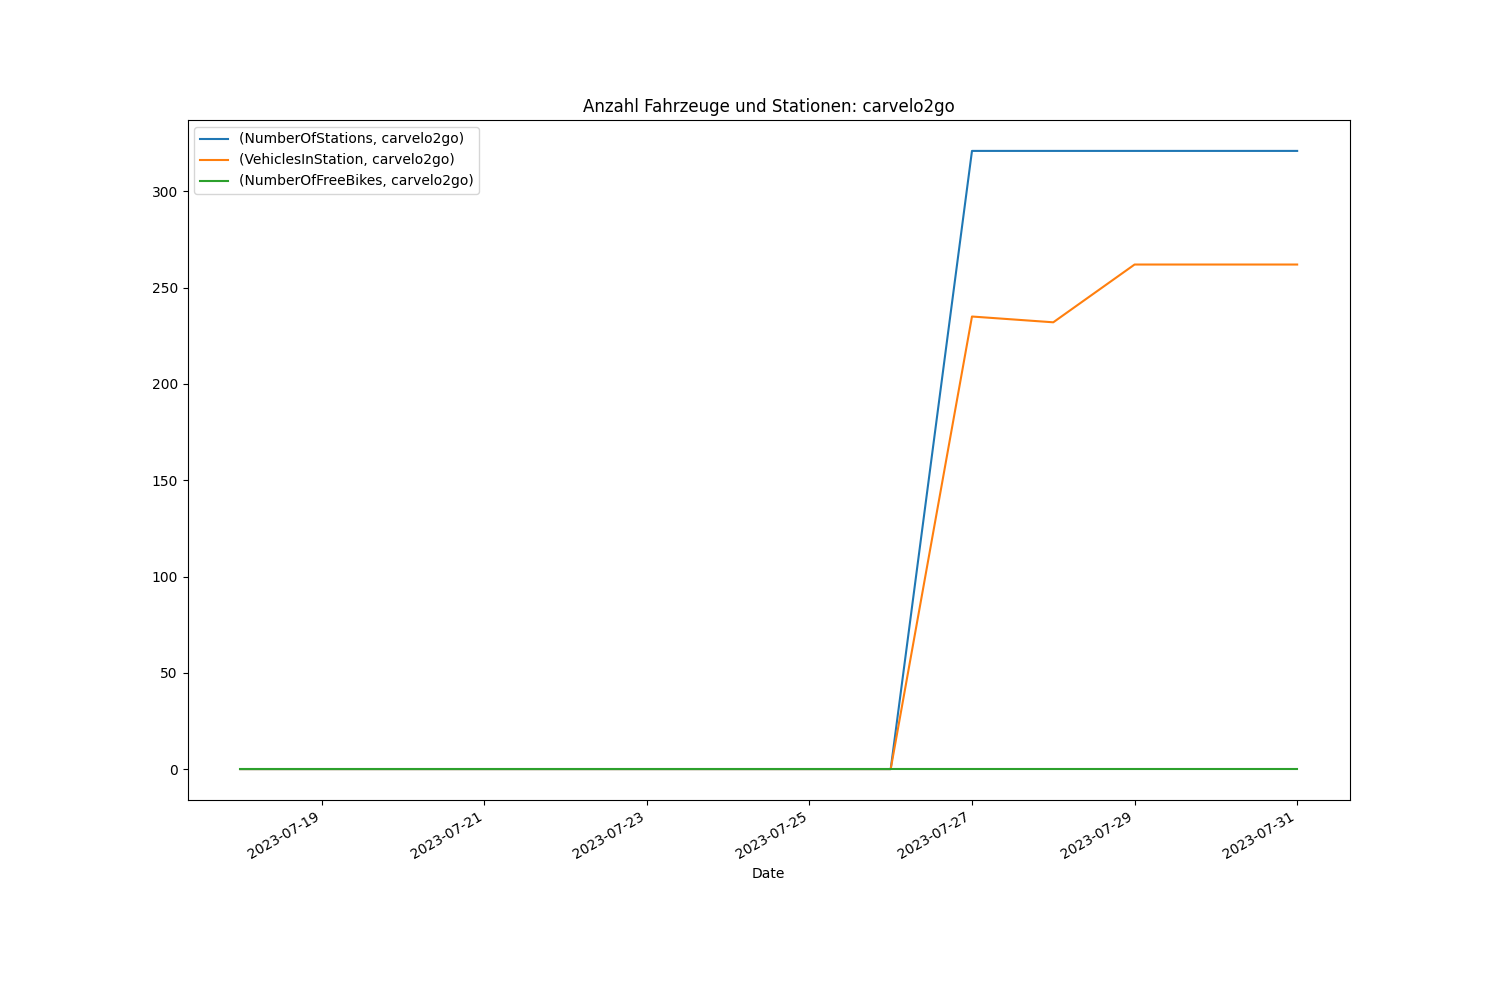 Anzahl Fahrzeuge und Stationen: carvelo2go
(NumberOfStations, carvelo2go)
(VehiclesInStation, carvelo2go)
(NumberOfFreeBikes, carvelo2go)
300
250
200
150
100
50
0
2023-07-19
2023-07-21
2023-07-23
2023-07-25
2023-07-27
2023-07-29
2023-07-31
Date